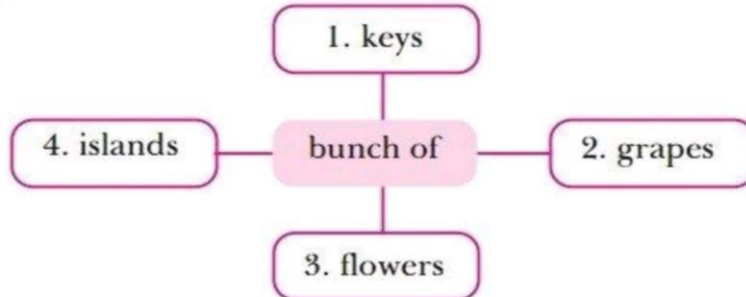 1. keys
4. islands
bunch of
2. grapes
3. flowers